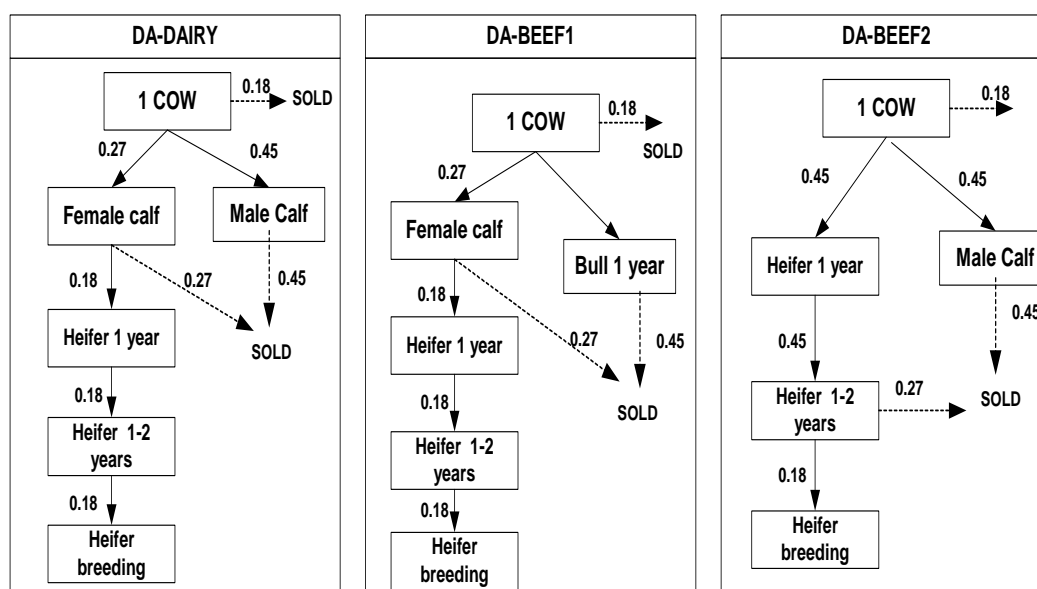 DA-DAIRY
1 COW
0.18
SOLD
0.27
0.45
Female calf
Male Calf
0.18
0.27
0.45
Heifer 1 year
SOLD
0.18
Heifer 1-2
years
0.18
Heifer
breeding
DA-BEEF1
1 COW
0.18
SOLD
0.27
Female calf
Bull 1 year
0.18
0.27
0.45
Heifer 1 year
SOLD
0.18
Heifer 1-2
years
0.18
Heifer
breeding
DA-BEEF2
1 COW
0.18
0.45
0.45
Heifer 1 year
Male Calf
0.45
0.45
Heifer 1-2
years
0.27
SOLD
0.18
Heifer
breeding